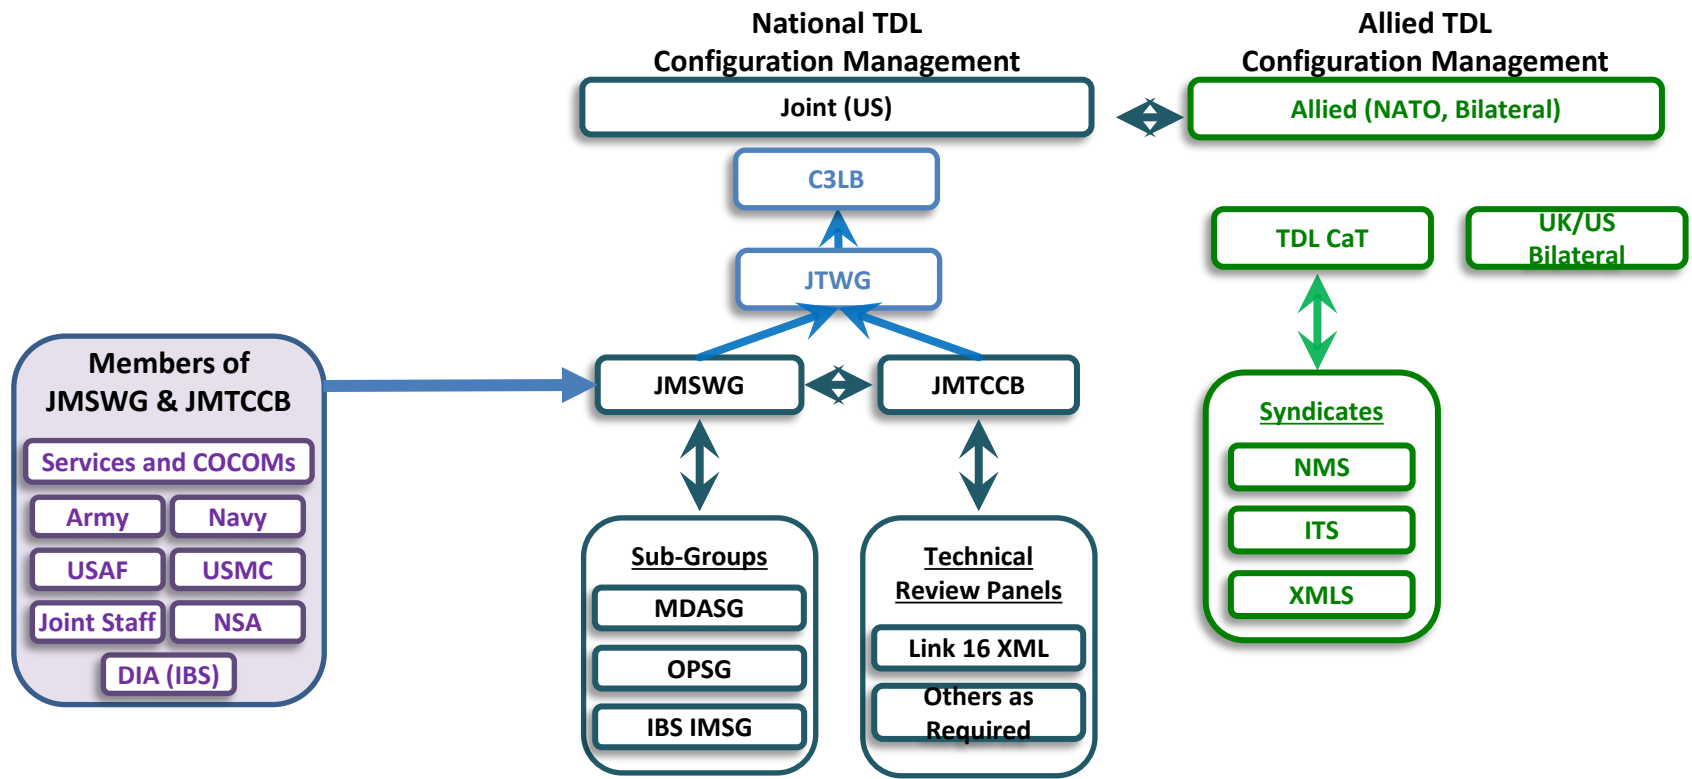 National TDL
Configuration Management
Allied TDL
Configuration Management
Joint (US)
Allied (NATO, Bilateral)
C3LB
TDL CaT
UK/US
Bilateral
JTWG
Members of
JMSWG & JMTCCB
JMSWG
JMTCCB
Services and COCOMs
Army
Navy
USAF
USMC
Joint Staff
NSA
DIA (IBS)
Sub-Groups
MDASG
OPSG
IBS IMSG
Technical
Review Panels
Link 16 XML
Others as
Required
Syndicates
NMS
ITS
XMLS